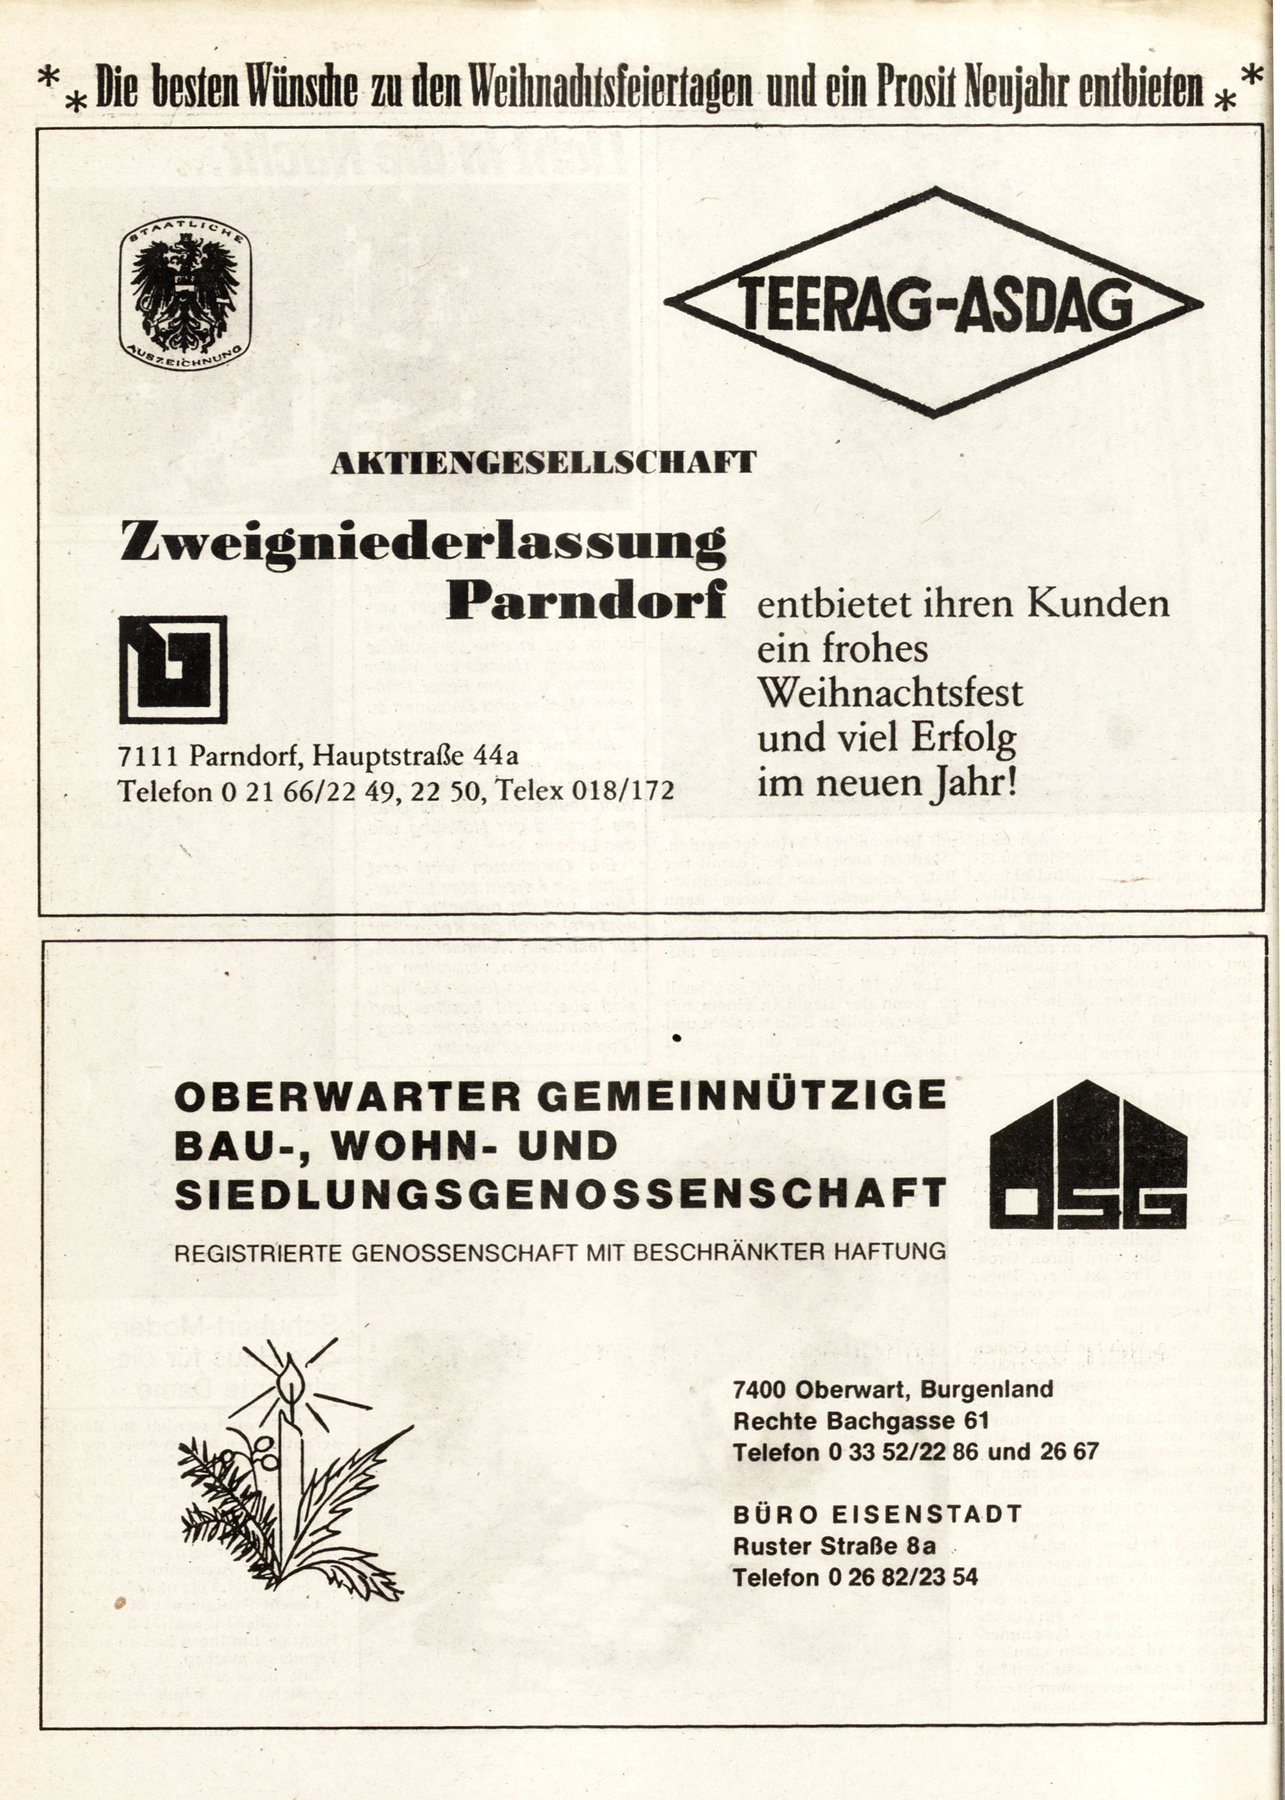 * * Die besten Wünsche zu den Weihnachtsfeiertagen und ein Prosit Neujahr entbieten * *
STAATLICHE
AUSZEICHNUNG
TEERAG-ASDAG
AKTIENGESELLSCHAFT
Zweigniederlassung
Parndorf
entbietet ihren Kunden
ein frohes
Weihnachtsfest
und viel Erfolg
im neuen Jahr!
7111 Parndorf, Hauptstraße 44a
Telefon 0 21 66/22 49, 22 50, Telex 018/172
OBERWARTER GEMEINNÜTZIGE
BAU-, WOHN- UND
SIEDLUNGSGENOSSENSCHAFT
REGISTRIERTE GENOSSENSCHAFT MIT BESCHRÄNKTER HAFTUNG
OSG
7400 Oberwart, Burgenland
Rechte Bachgasse 61
Telefon 0 33 52/22 86 und 26 67
BÜRO EISENSTADT
Ruster Straße 8a
Telefon 0 26 82/23 54